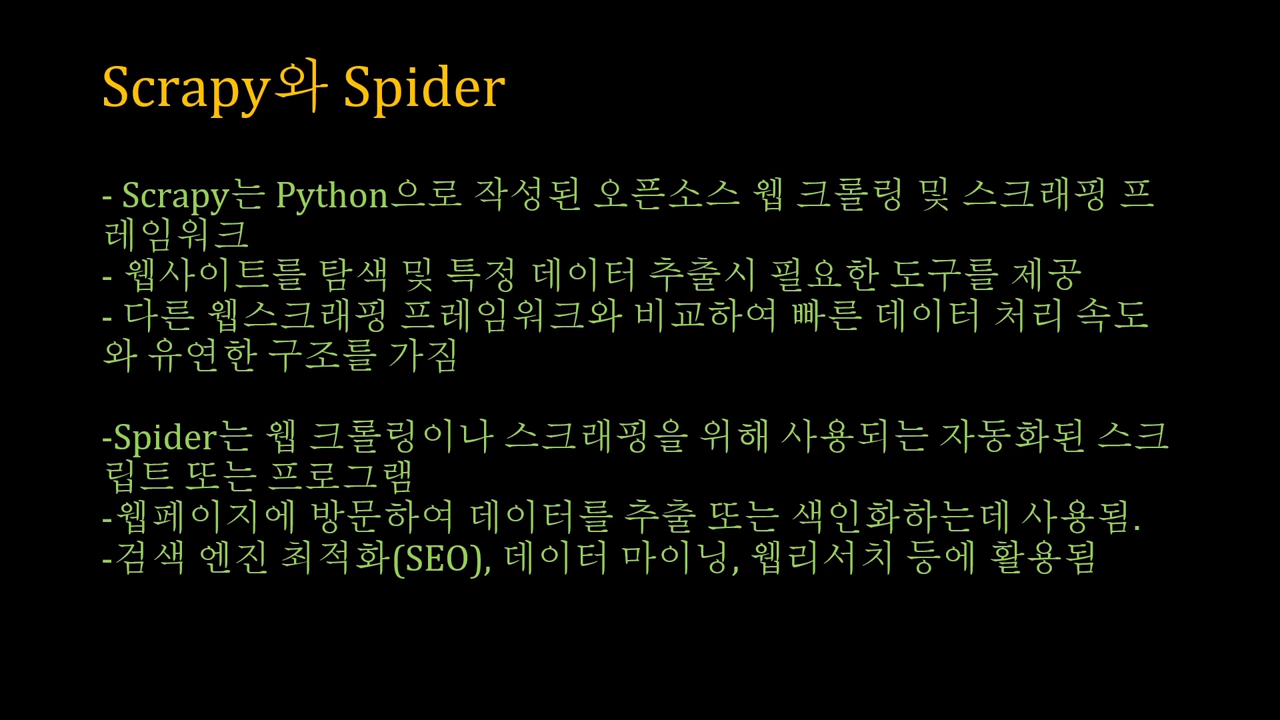 Scrapy와 Spider
- Scrapy는 Python으로 작성된 오픈소스 웹 크롤링 및 스크래핑 프
레임워크
- 웹사이트를 탐색 및 특정 데이터 추출시 필요한 도구를 제공
- 다른 웹스크래핑 프레임워크와 비교하여 빠른 데이터 처리 속도
와 유연한 구조를 가짐
-Spider는 웹 크롤링이나 스크래핑을 위해 사용되는 자동화된 스크
립트 또는 프로그램
-웹페이지에 방문하여 데이터를 추출 또는 색인화하는데 사용됨.
-검색 엔진 최적화(SEO), 데이터 마이닝, 웹리서치 등에 활용됨